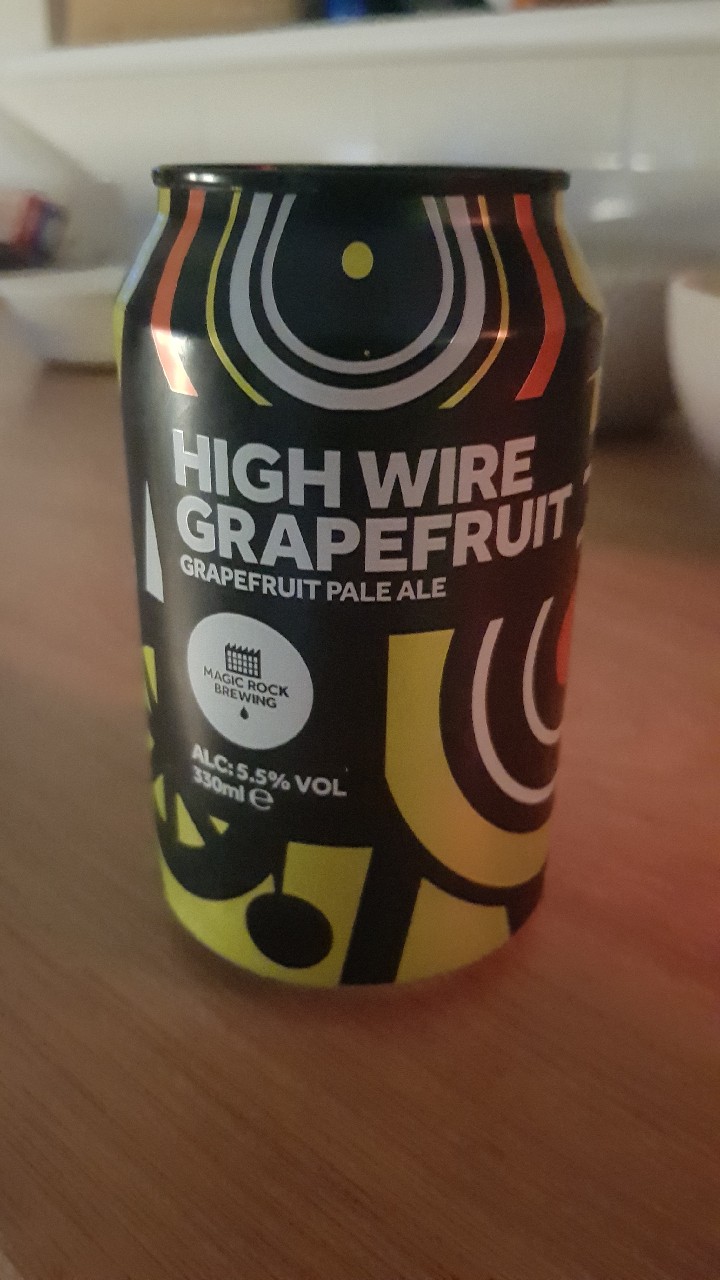 HIGH WIRE
GRAPEFRUIT
GRAPEFRUIT PALE ALE
MAGIC ROCK
BREWING
ALC: 5.5% VOL
330ml ℮